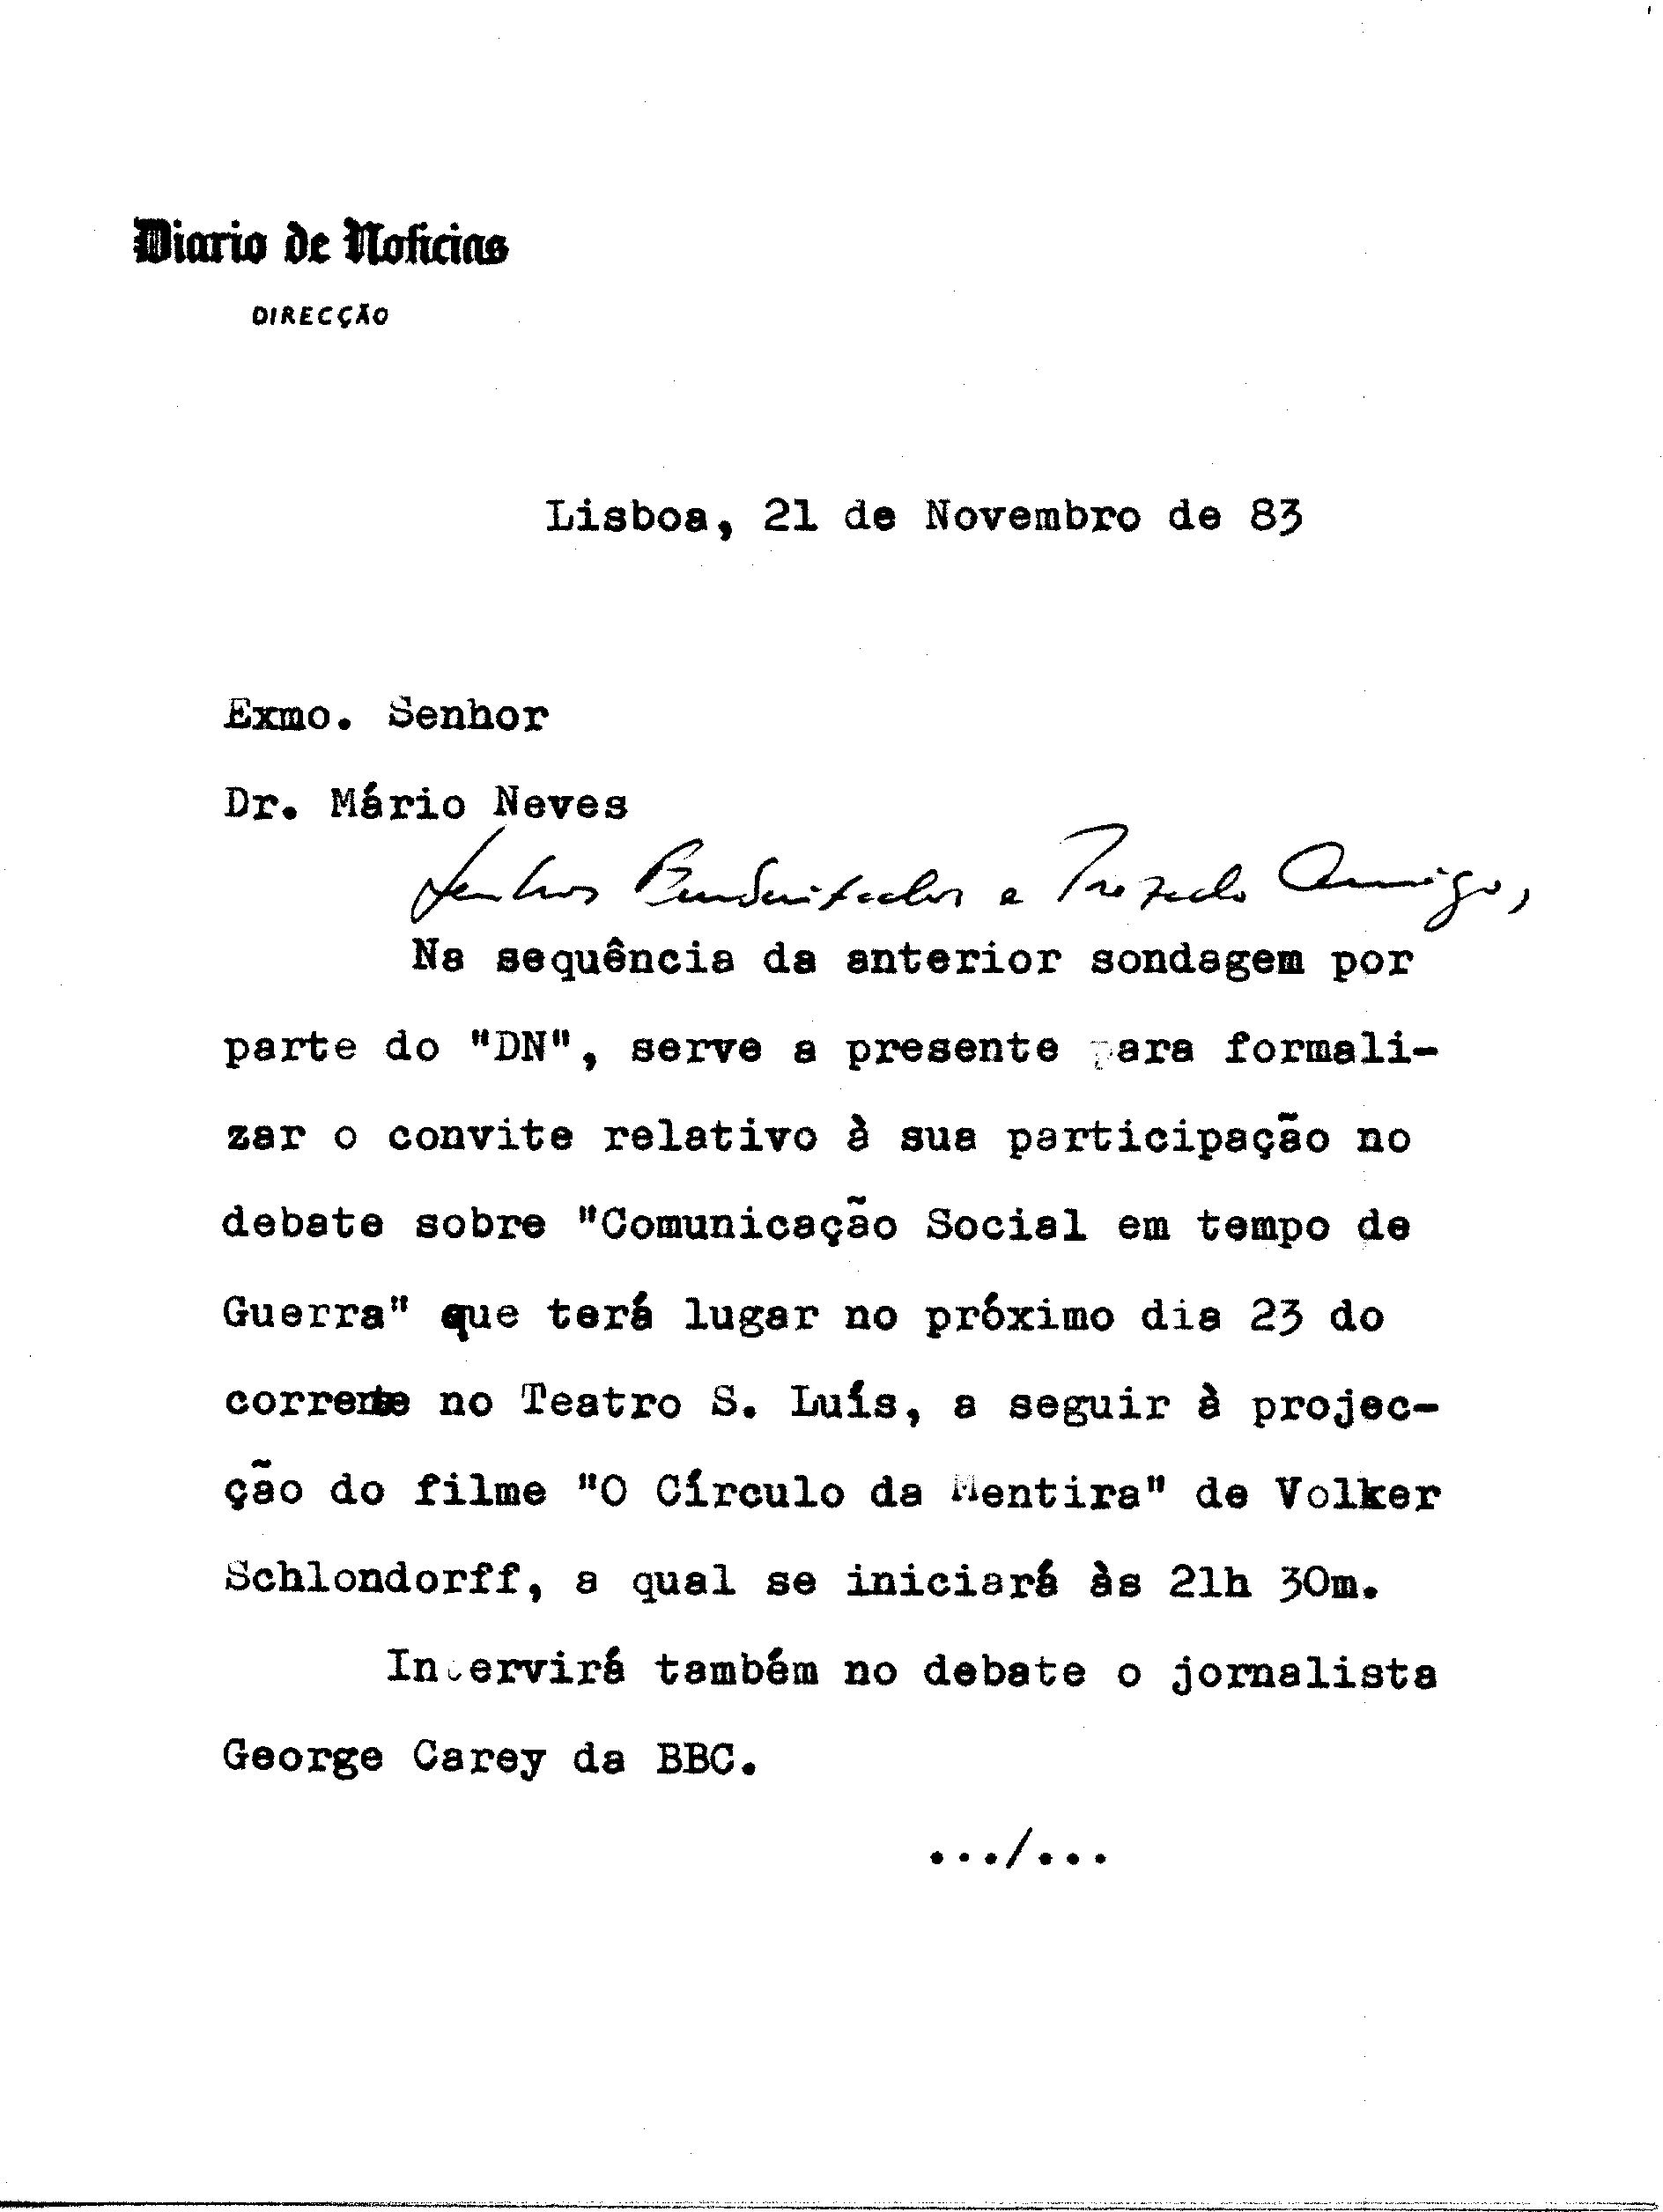 Diario de Noticias
DIRECÇÃO
Lisboa, 21 de Novembro de 83
Exmo. Senhor
Dr. Mário Neves
Senhor Embaixador e Prezado Amigo,
Na sequência da anterior sondagem por
parte do "DN", serve a presente para formali-
zar o convite relativo à sua participação no
debate sobre "Comunicação Social em tempo de
Guerra" que terá lugar no próximo dia 23 do
corrente no Teatro S. Luís, a seguir à projec-
ção do filme "O Círculo da Mentira" de Volker
Schlondorff, a qual se iniciará às 21h 30m.
Intervirá também no debate o jornalista
George Carey da BBC.
.../...